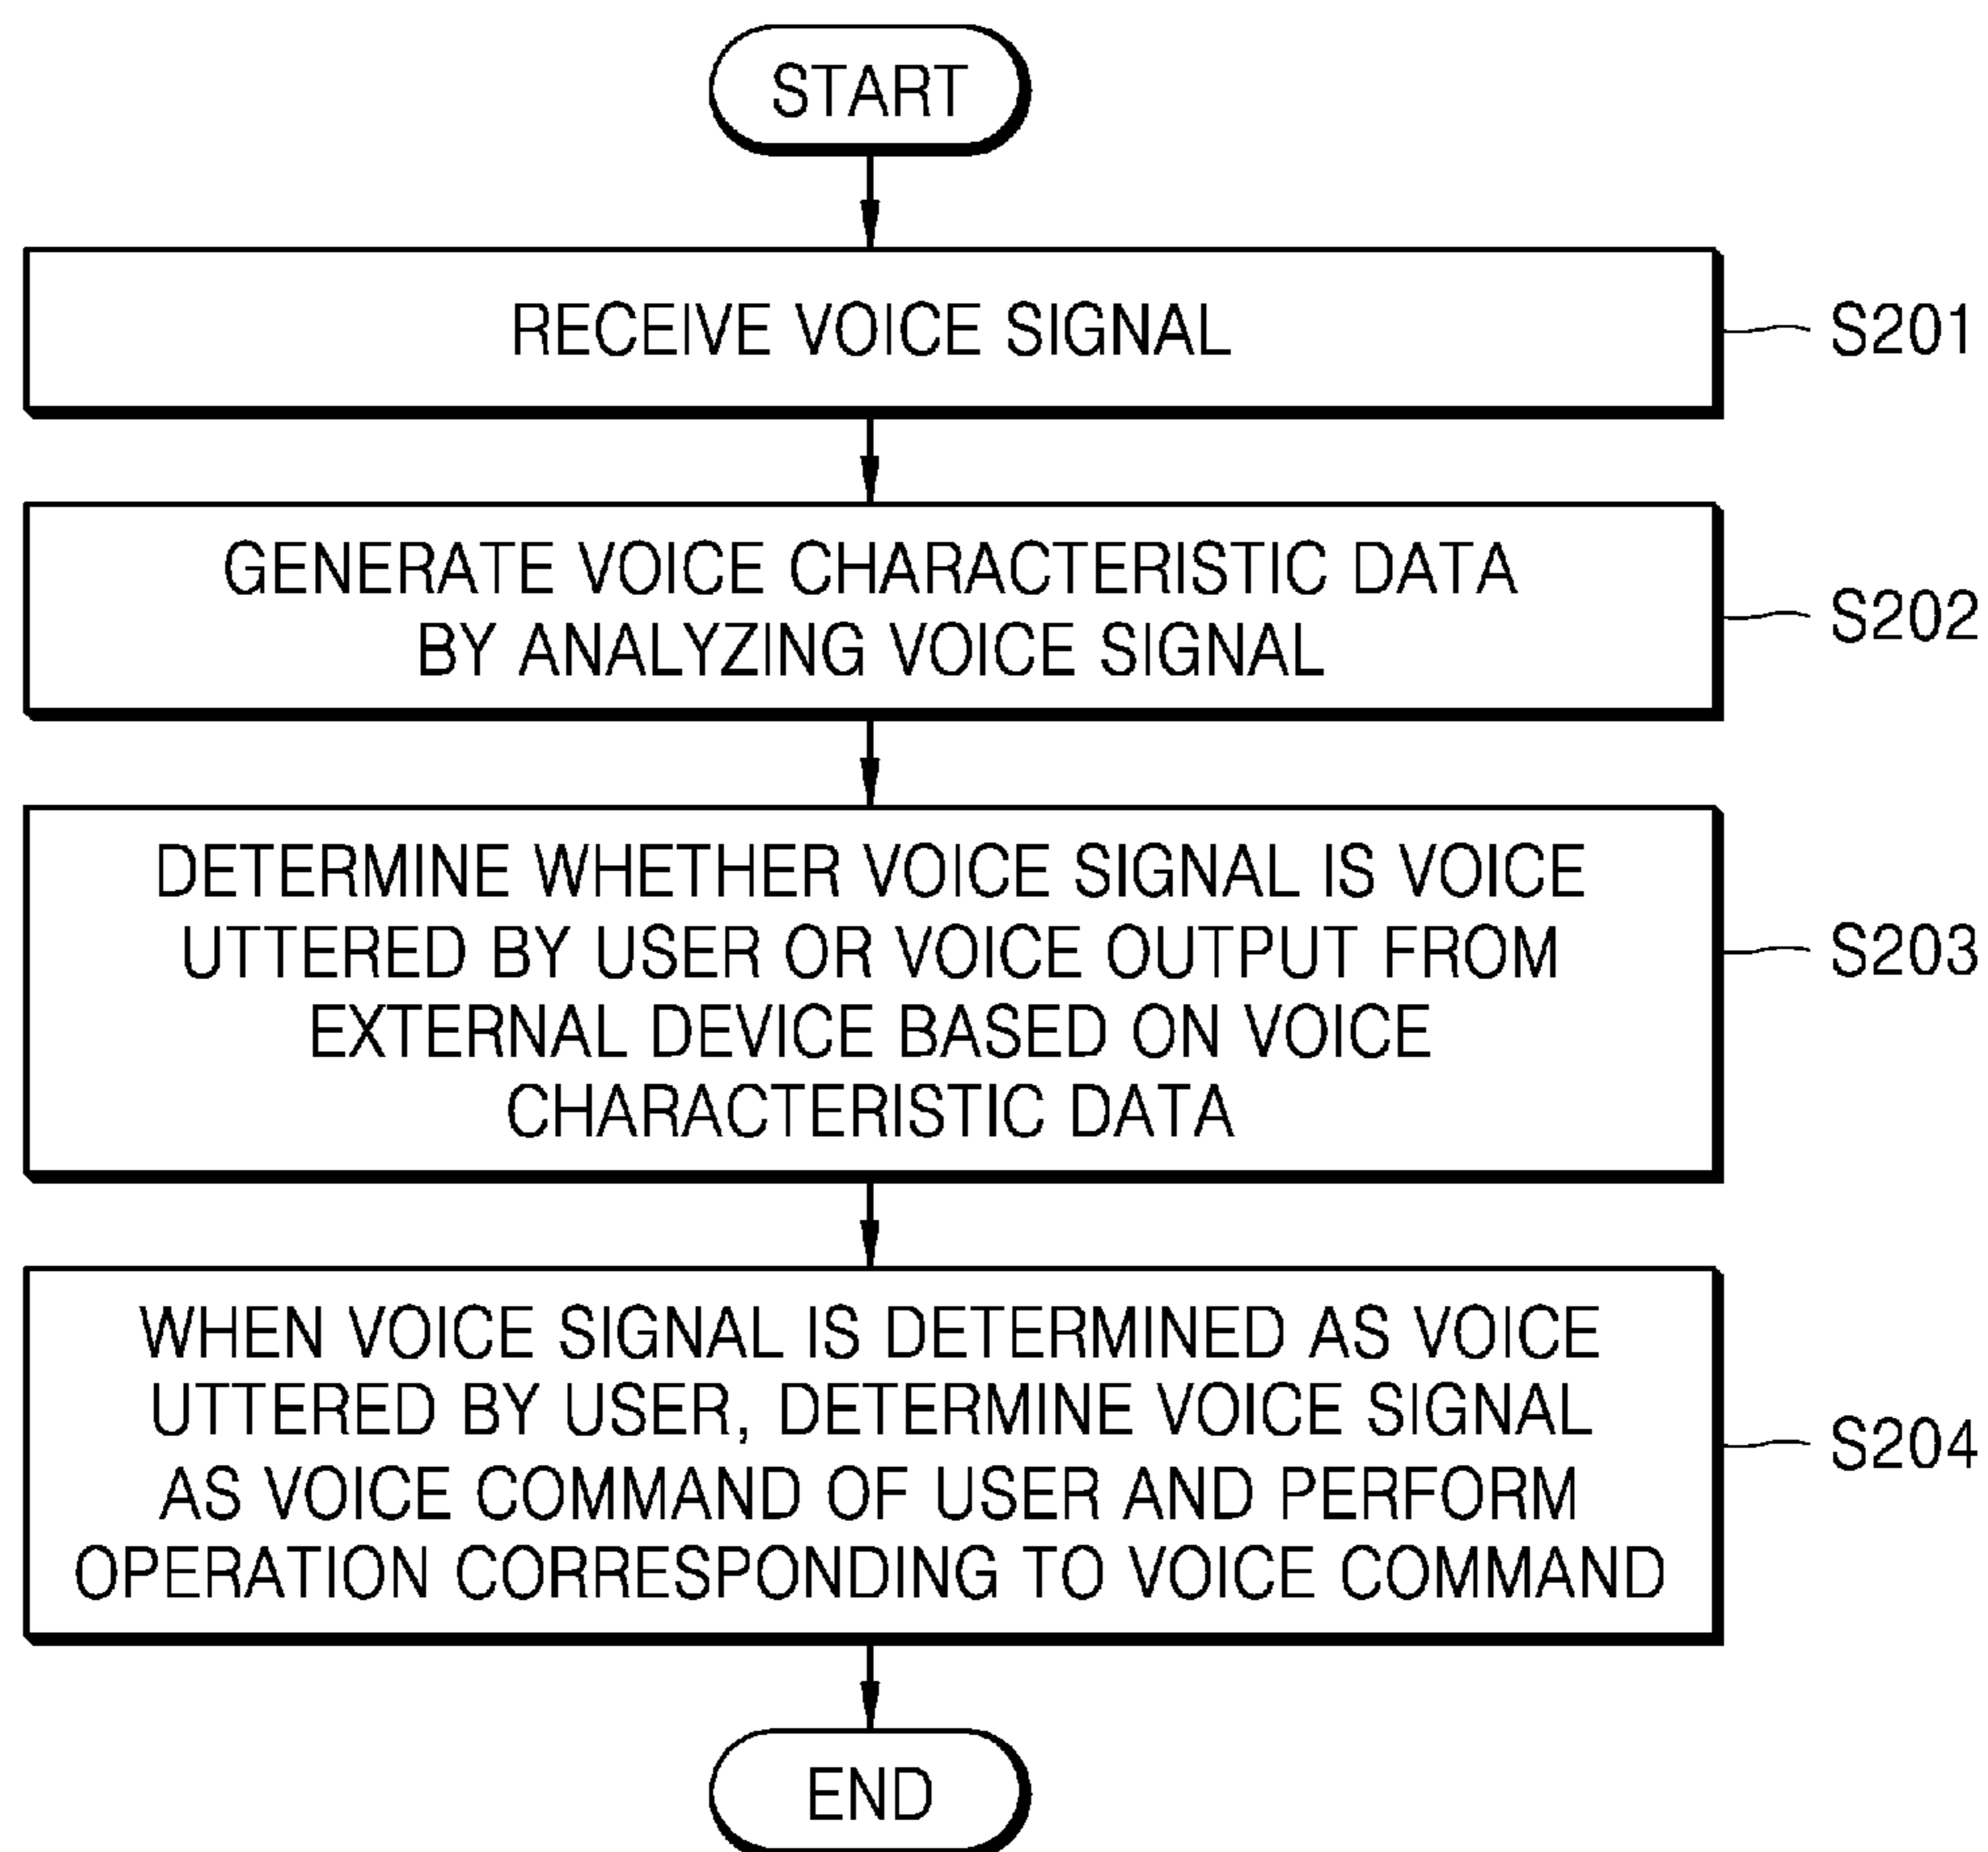 START
RECEIVE VOICE SIGNAL
S201
GENERATE VOICE CHARACTERISTIC DATA
BY ANALYZING VOICE SIGNAL
S202
DETERMINE WHETHER VOICE SIGNAL IS VOICE
UTTERED BY USER OR VOICE OUTPUT FROM
EXTERNAL DEVICE BASED ON VOICE
CHARACTERISTIC DATA
S203
WHEN VOICE SIGNAL IS DETERMINED AS VOICE
UTTERED BY USER, DETERMINE VOICE SIGNAL
AS VOICE COMMAND OF USER AND PERFORM
OPERATION CORRESPONDING TO VOICE COMMAND
S204
END